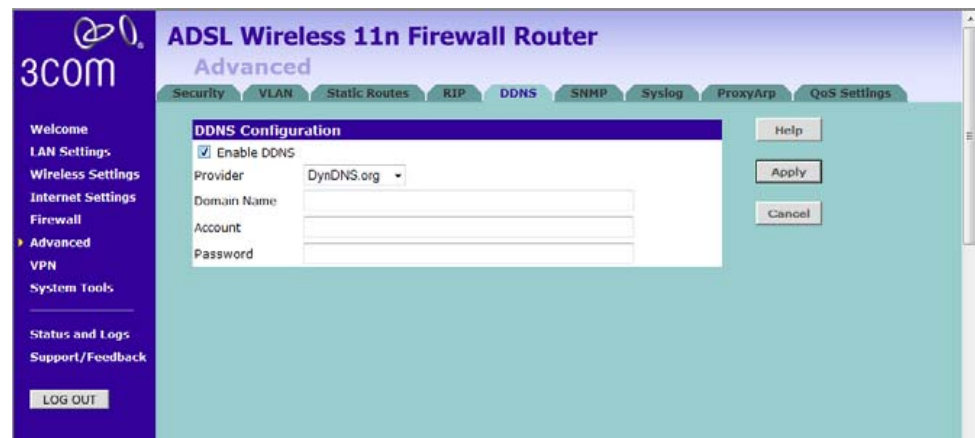 3COM
ADSL Wireless 11n Firewall Router
Advanced
Security VLAN Static Routes RIP DDNS SNMP Syslog ProxyArp QoS Settings
Welcome
LAN Settings
Wireless Settings
Internet Settings
Firewall
Advanced
VPN
System Tools
Status and Logs
Support/Feedback
LOG OUT
DDNS Configuration
Enable DDNS
Provider DynDNS.org
Domain Name
Account
Password
Help
Apply
Cancel